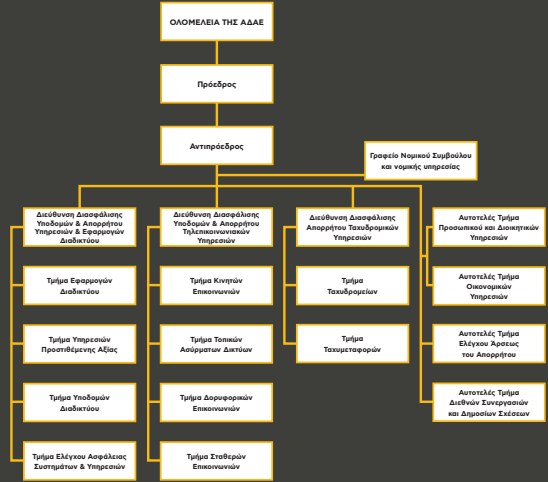 ΟΛΟΜΕΛΕΙΑ ΤΗΣ ΑΔΑΕ
Πρόεδρος
Αντιπρόεδρος
Γραφείο Νομικού Συμβούλου
και νομικής υπηρεσίας
Διεύθυνση Διασφάλισης
Υποδομών & Απορρήτου
Υπηρεσιών & Εφαρμογών
Διαδικτύου
Τμήμα Εφαρμογών
Διαδικτύου
Τμήμα Υπηρεσιών
Προστιθέμενης Αξίας
Τμήμα Υποδομών
Διαδικτύου
Τμήμα Ελέγχου Ασφάλειας
Συστημάτων & Υπηρεσιών
Διεύθυνση Διασφάλισης
Υποδομών & Απορρήτου
Τηλεπικοινωνιακών
Υπηρεσιών
Τμήμα Κινητών
Επικοινωνιών
Τμήμα Τοπικών
Ασύρματων Δικτύων
Τμήμα Δορυφορικών
Επικοινωνιών
Τμήμα Σταθερών
Επικοινωνιών
Διεύθυνση Διασφάλισης
Απορρήτου Ταχυδρομικών
Υπηρεσιών
Τμήμα
Ταχυδρομείων
Τμήμα
Ταχυμεταφορών
Αυτοτελές Τμήμα
Προσωπικού και Διοικητικών
Υπηρεσιών
Αυτοτελές Τμήμα
Οικονομικών
Υπηρεσιών
Αυτοτελές Τμήμα
Ελέγχου Άρσεως
του Απορρήτου
Αυτοτελές Τμήμα
Διεθνών Συνεργασιών
και Δημοσίων Σχέσεων